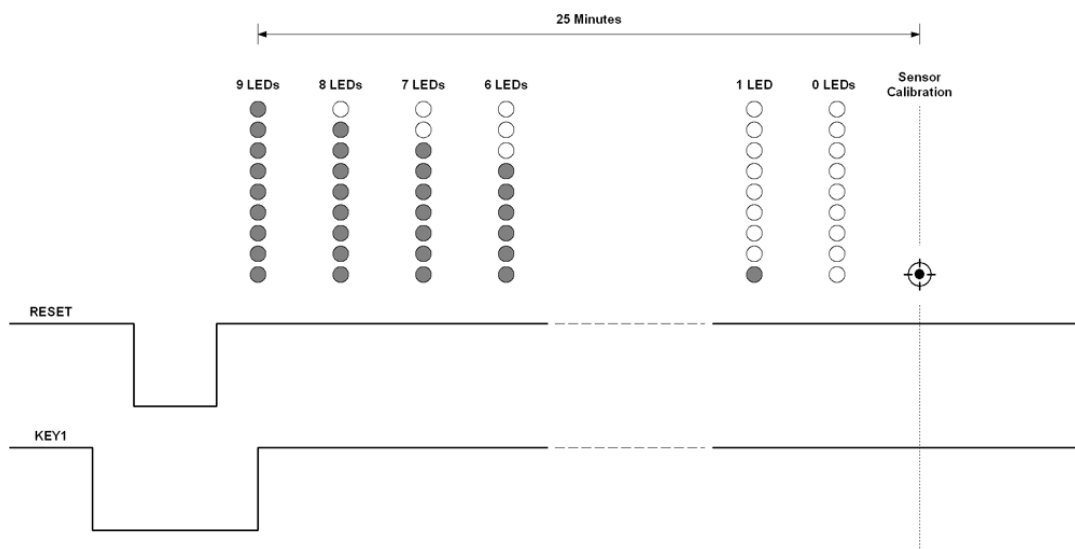 25 Minutes
9 LEDs 8 LEDs 7 LEDs 6 LEDs 1 LED 0 LEDs Sensor
Calibration
RESET
KEY1